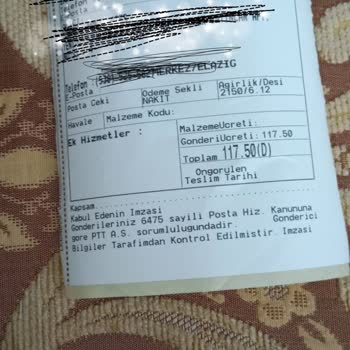 Telefon MERKEZ/ELAZIG
E-Posta
Posta Ceki Odeme Sekli Agirlik/Desi
NAKIT 2150/6.12
Havale Malzeme Kodu:
Ek Hizmetler : MalzemeUcreti:
GonderiUcreti: 117.50
Toplam 117.50(D)
Ongorulen
Teslim Tarihi
Kapsam
Kabul Edenin Imzasi
Gonderileriniz 6475 sayili Posta Hiz. Kanununa Gonderici
gore PTT A.S. sorumlulugundadir.
Bilgiler Tarafimdan Kontrol Edilmistir. Imzasi